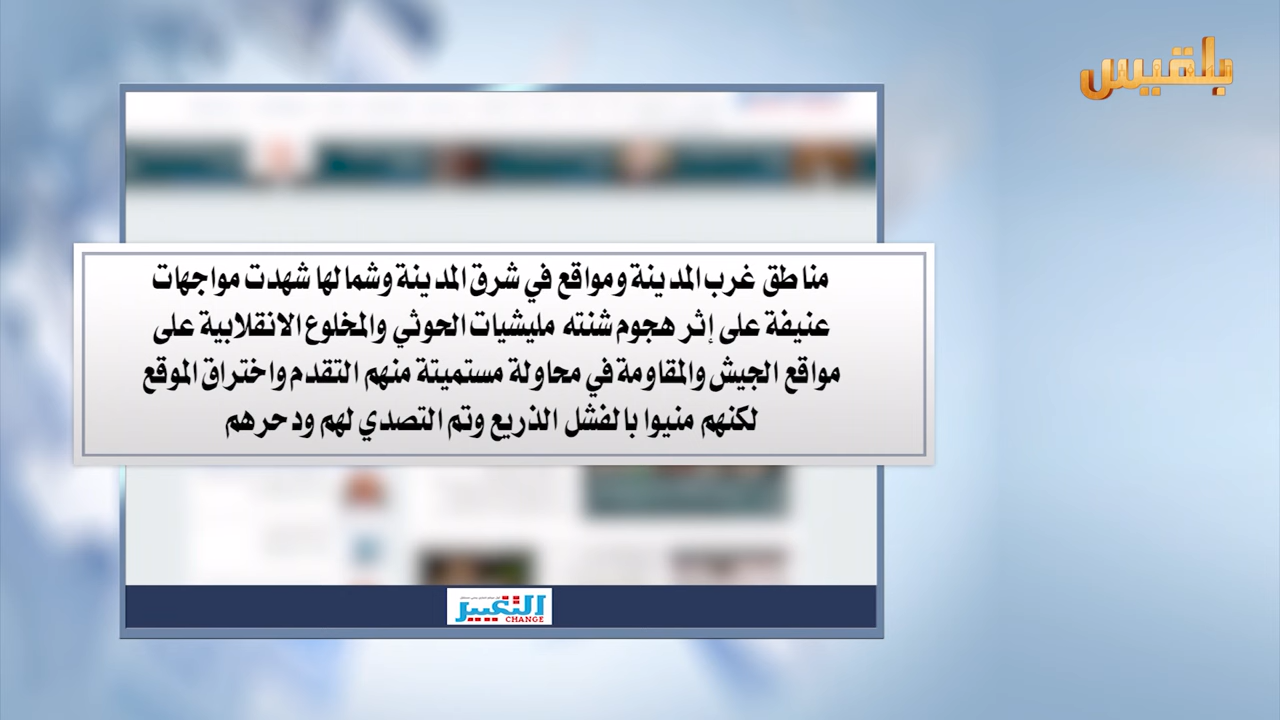 بلقيس
مناطق غرب المدينة ومواقع في شرق المدينة وشمالها شهدت مواجهات
عنيفة على إثر هجوم شنته مليشيات الحوثي والمخلوع الانقلابية على
مواقع الجيش والمقاومة في محاولة مستميتة منهم التقدم واختراق الموقع
لكنهم منيوا بالفشل الذريع وتم التصدي لهم ودحرهم
التغيير
CHANGE